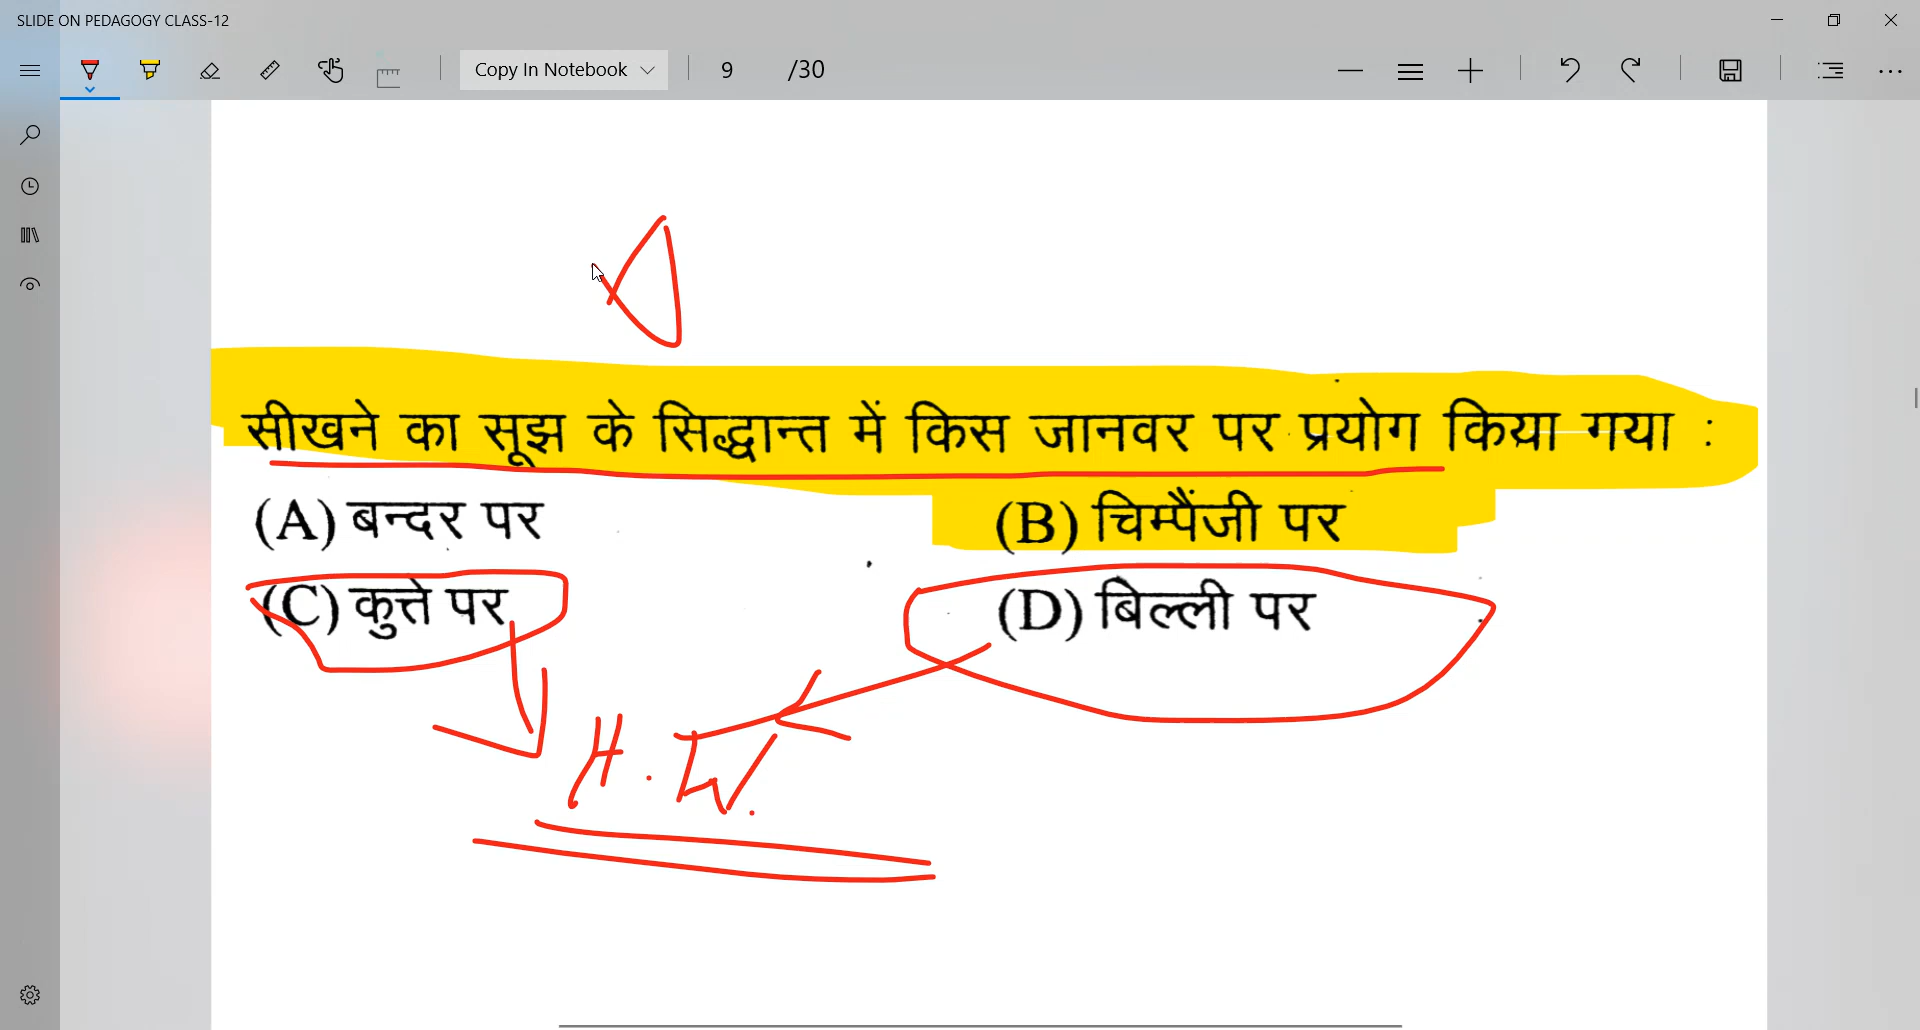 SLIDE ON PEDAGOGY CLASS-12
Copy In Notebook
9 /30
सीखने का सूझ के सिद्धान्त में किस जानवर पर प्रयोग किया गया :
(A) बन्दर पर (B) चिम्पैंजी पर
(C) कुत्ते पर (D) बिल्ली पर
H.W.